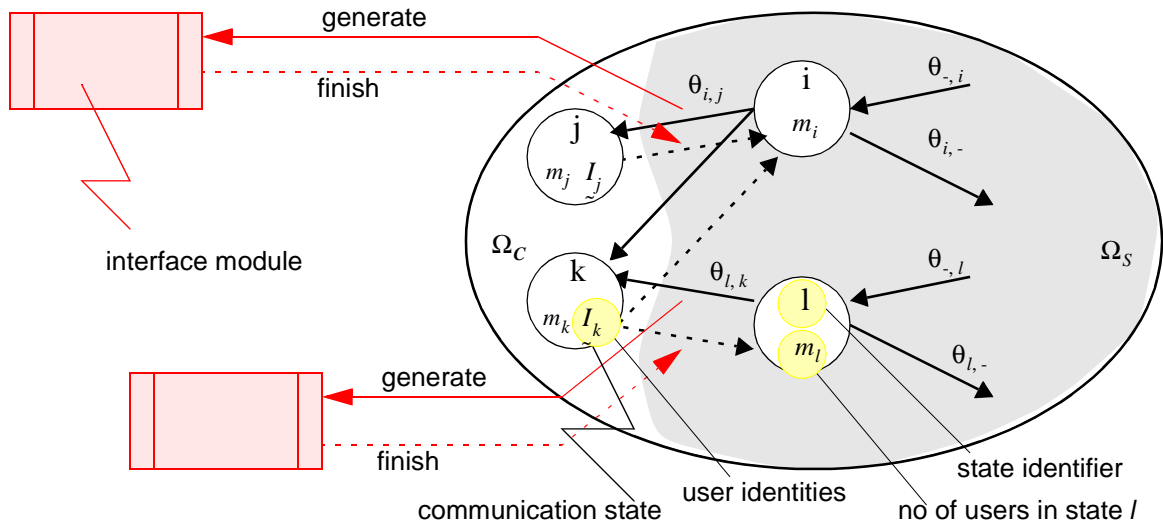 generate
finish
θ-,i
i
θi,j
mi
j
θi,-
mj Ij
~
interface module
ΩC
ΩS
k
θl,k
θ-,l
l
mk Ik
~
ml
θl,-
generate
finish
state identifier
user identities
communication state
no of users in state l